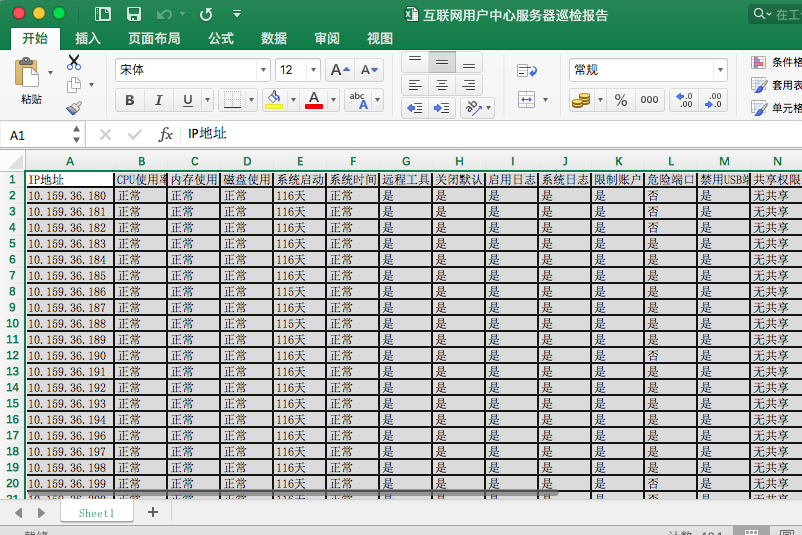 互联网用户中心服务器巡检报告
开始 插入 页面布局 公式 数据 审阅 视图
宋体 12 A A 常规 条件格
粘贴 B I U A abc % 000 .00 .0 套用表
单元格
A1 fx IP地址
A B C D E F G H I J K L M N
1 IP地址 CPU使用率 内存使用 磁盘使用 系统启动 系统时间 远程工具 关闭默认 启用日志 系统日志 限制账户 危险端口 禁用USB端 共享权限
2 10.159.36.180 正常 正常 正常 116天 正常 是 是 是 是 是 否 是 无共享
3 10.159.36.181 正常 正常 正常 116天 正常 是 是 是 是 是 否 是 无共享
4 10.159.36.182 正常 正常 正常 116天 正常 是 是 是 是 是 否 是 无共享
5 10.159.36.183 正常 正常 正常 116天 正常 是 是 是 是 是 是 是 无共享
6 10.159.36.184 正常 正常 正常 116天 正常 是 是 是 是 是 是 是 无共享
7 10.159.36.185 正常 正常 正常 116天 正常 是 是 是 是 是 是 是 无共享
8 10.159.36.186 正常 正常 正常 115天 正常 是 是 是 是 是 是 是 无共享
9 10.159.36.187 正常 正常 正常 116天 正常 是 是 是 是 是 是 是 无共享
10 10.159.36.188 正常 正常 正常 115天 正常 是 是 是 是 是 是 是 无共享
11 10.159.36.189 正常 正常 正常 116天 正常 是 是 是 是 是 是 是 无共享
12 10.159.36.190 正常 正常 正常 116天 正常 是 是 是 是 是 否 是 无共享
13 10.159.36.191 正常 正常 正常 116天 正常 是 是 是 是 是 是 是 无共享
14 10.159.36.192 正常 正常 正常 116天 正常 是 是 是 是 是 是 是 无共享
15 10.159.36.193 正常 正常 正常 116天 正常 是 是 是 是 是 是 是 无共享
16 10.159.36.194 正常 正常 正常 116天 正常 是 是 是 是 是 是 是 无共享
17 10.159.36.196 正常 正常 正常 116天 正常 是 是 是 是 是 是 是 无共享
18 10.159.36.197 正常 正常 正常 116天 正常 是 是 是 是 是 是 是 无共享
19 10.159.36.198 正常 正常 正常 116天 正常 是 是 是 是 是 是 是 无共享
20 10.159.36.199 正常 正常 正常 116天 正常 是 是 是 是 是 否 是 无共享
Sheet1